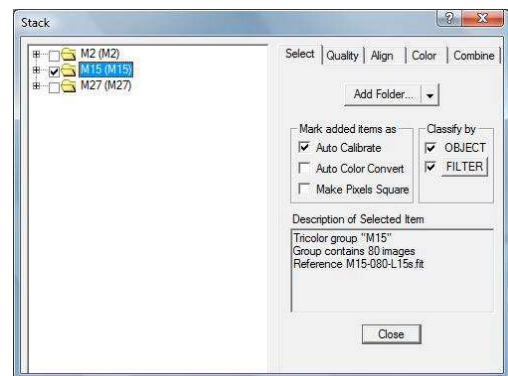 Stack
M2 (M2)
M15 (M15)
M27 (M27)
Select Quality Align Color Combine
Add Folder...
Mark added items as
Auto Calibrate
Auto Color Convert
Make Pixels Square
Classify by
OBJECT
FILTER
Description of Selected Item
Tricolor group "M15"
Group contains 80 images
Reference M15-080-L15s.fit
Close